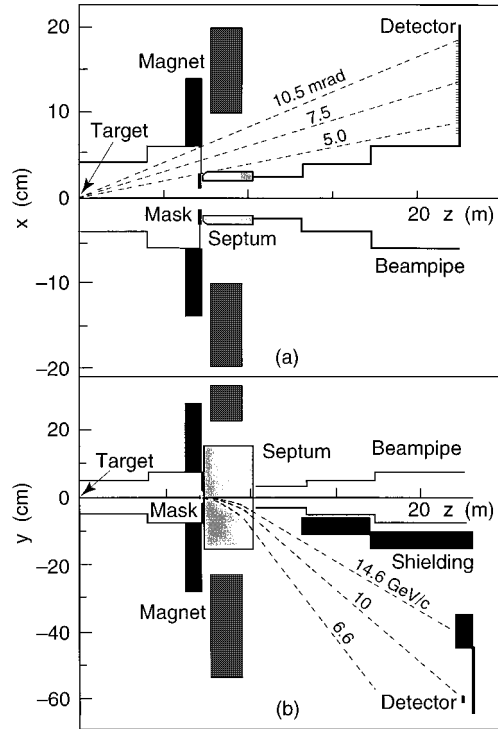 20
Detector
Magnet
10.5 mrad
10
Target
7.5
5.0
x (cm)
0
Mask
20 z (m)
Septum
Beampipe
−10
(a)
−20
20
Septum
Beampipe
Target
0
y (cm)
20
z (m)
Mask
Shielding
−20
14.6 GeV/c
Magnet
10
−40
6.6
−60
Detector
(b)